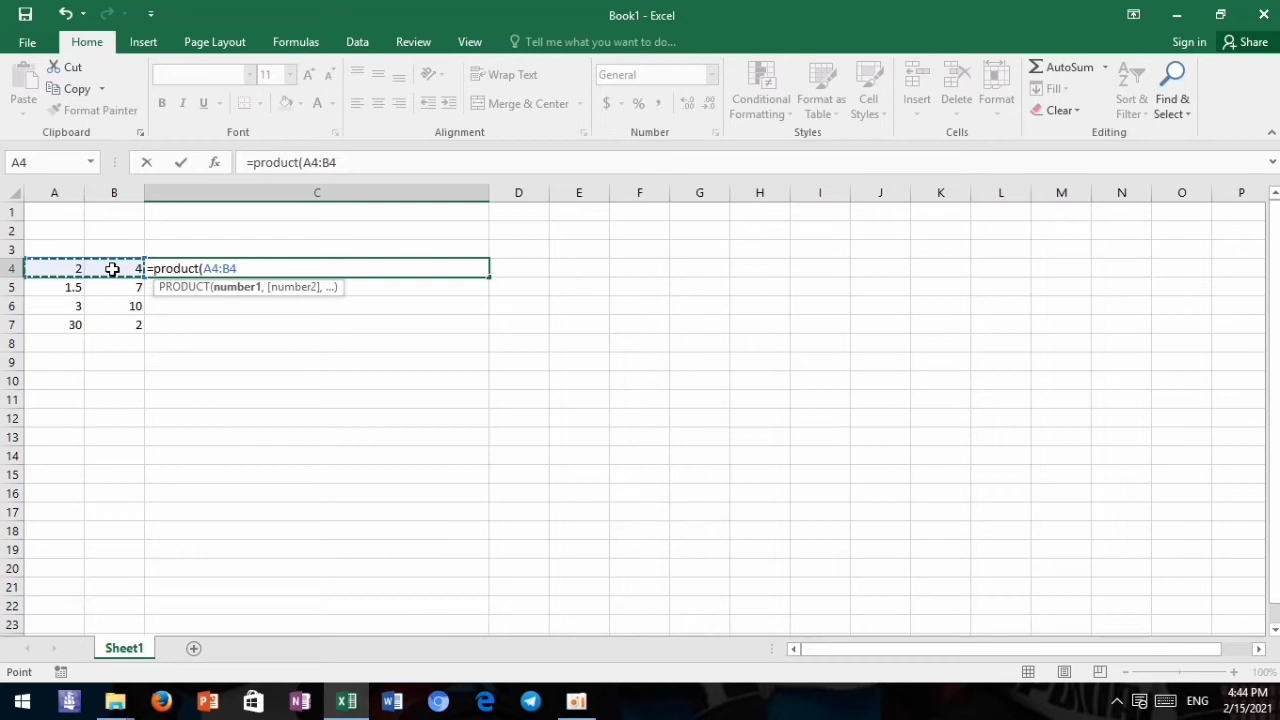 Book1 - Excel
File Home Insert Page Layout Formulas Data Review View Tell me what you want to do... Sign in Share
Paste
Cut
Copy
Format Painter
Clipboard
11
B I U A
Font
Wrap Text
Merge & Center
Alignment
General
$ % ,
Number
Conditional Formatting
Format as Table
Cell Styles
Styles
Insert
Delete
Format
Cells
AutoSum
Fill
Clear
Sort & Filter
Find & Select
Editing
A4 fx =product(A4:B4
A B C D E F G H I J K L M N O P
1
2
3
4 2 4 =product(A4:B4
5 1.5 7 PRODUCT(number1, [number2], ...)
6 3 10
7 30 2
8
9
10
11
12
13
14
15
16
17
18
19
20
21
22
23
Sheet1
Point 100%
ENG 4:44 PM
2/15/2021